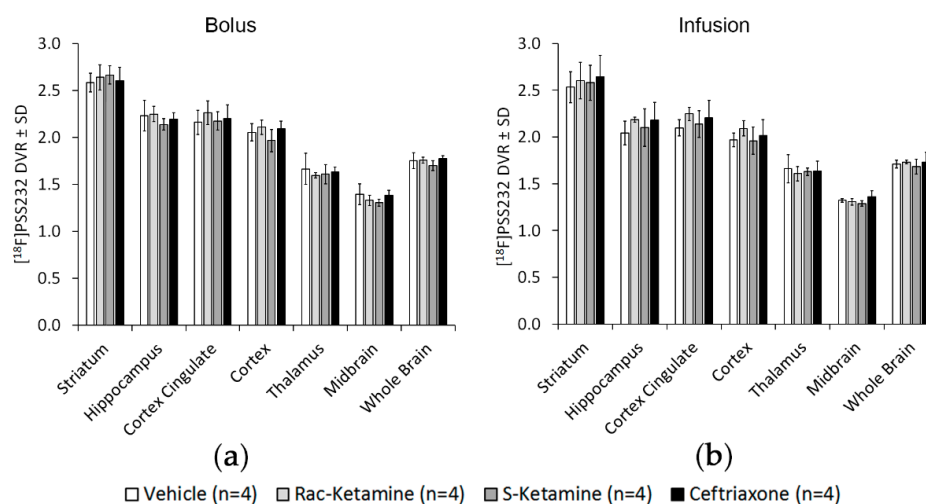 Bolus
[¹⁸F]PSS232 DVR ± SD
3.0
2.5
2.0
1.5
1.0
0.5
0.0
Striatum
Hippocampus
Cortex Cingulate
Cortex
Thalamus
Midbrain
Whole Brain
(a)
Infusion
[¹⁸F]PSS232 DVR ± SD
3.0
2.5
2.0
1.5
1.0
0.5
0.0
Striatum
Hippocampus
Cortex Cingulate
Cortex
Thalamus
Midbrain
Whole Brain
(b)
Vehicle (n=4) Rac-Ketamine (n=4) S-Ketamine (n=4) Ceftriaxone (n=4)